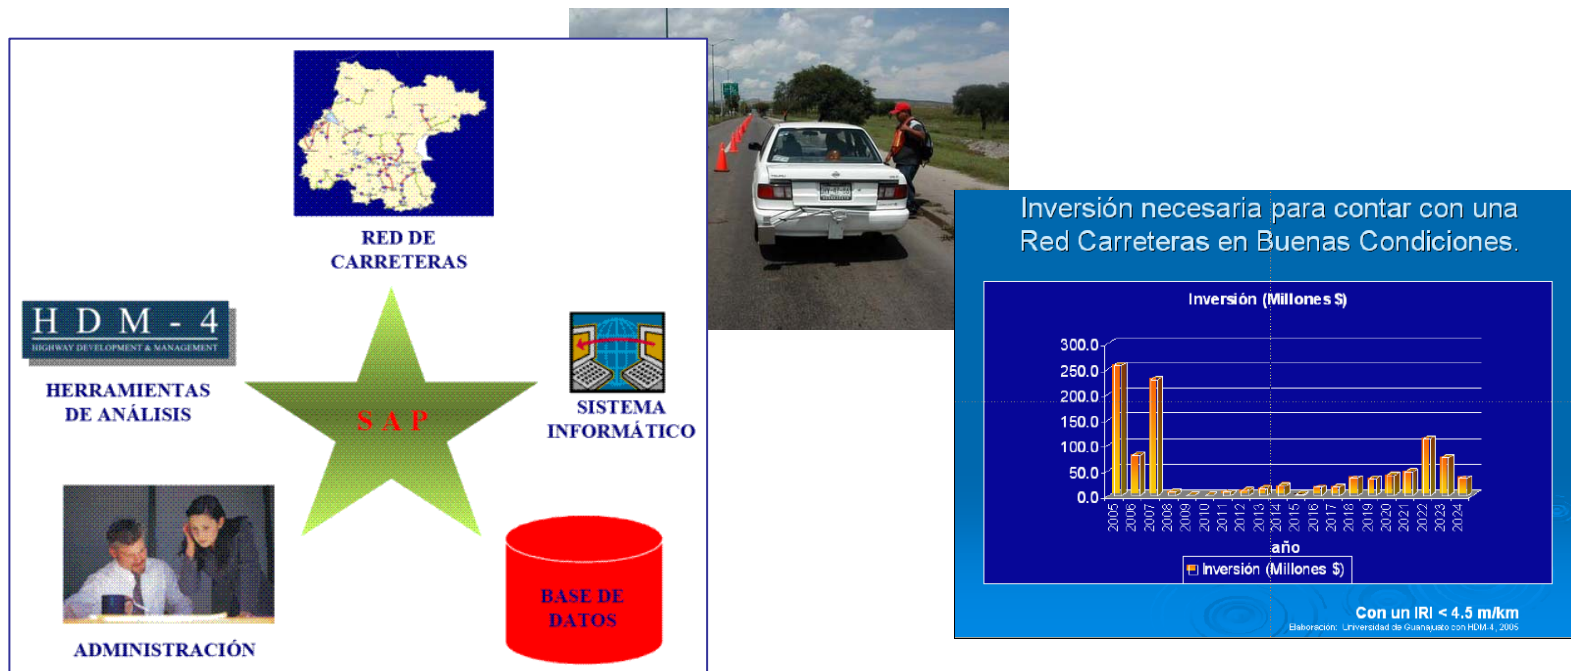 RED DE
CARRETERAS
H D M - 4
HIGHWAY DEVELOPMENT & MANAGEMENT
HERRAMIENTAS
DE ANÁLISIS
S A P
SISTEMA
INFORMÁTICO
ADMINISTRACIÓN
BASE DE
DATOS
Inversión necesaria para contar con una
Red Carreteras en Buenas Condiciones.
Inversión (Millones $)
300.0
250.0
200.0
150.0
100.0
50.0
0.0
2005
2006
2007
2008
2009
2010
2011
2012
2013
2014
2015
2016
2017
2018
2019
2020
2021
2022
2023
2024
año
Inversión (Millones $)
Con un IRI < 4.5 m/km
Elaboración: Universidad de Guanajuato con HDM-4, 2005